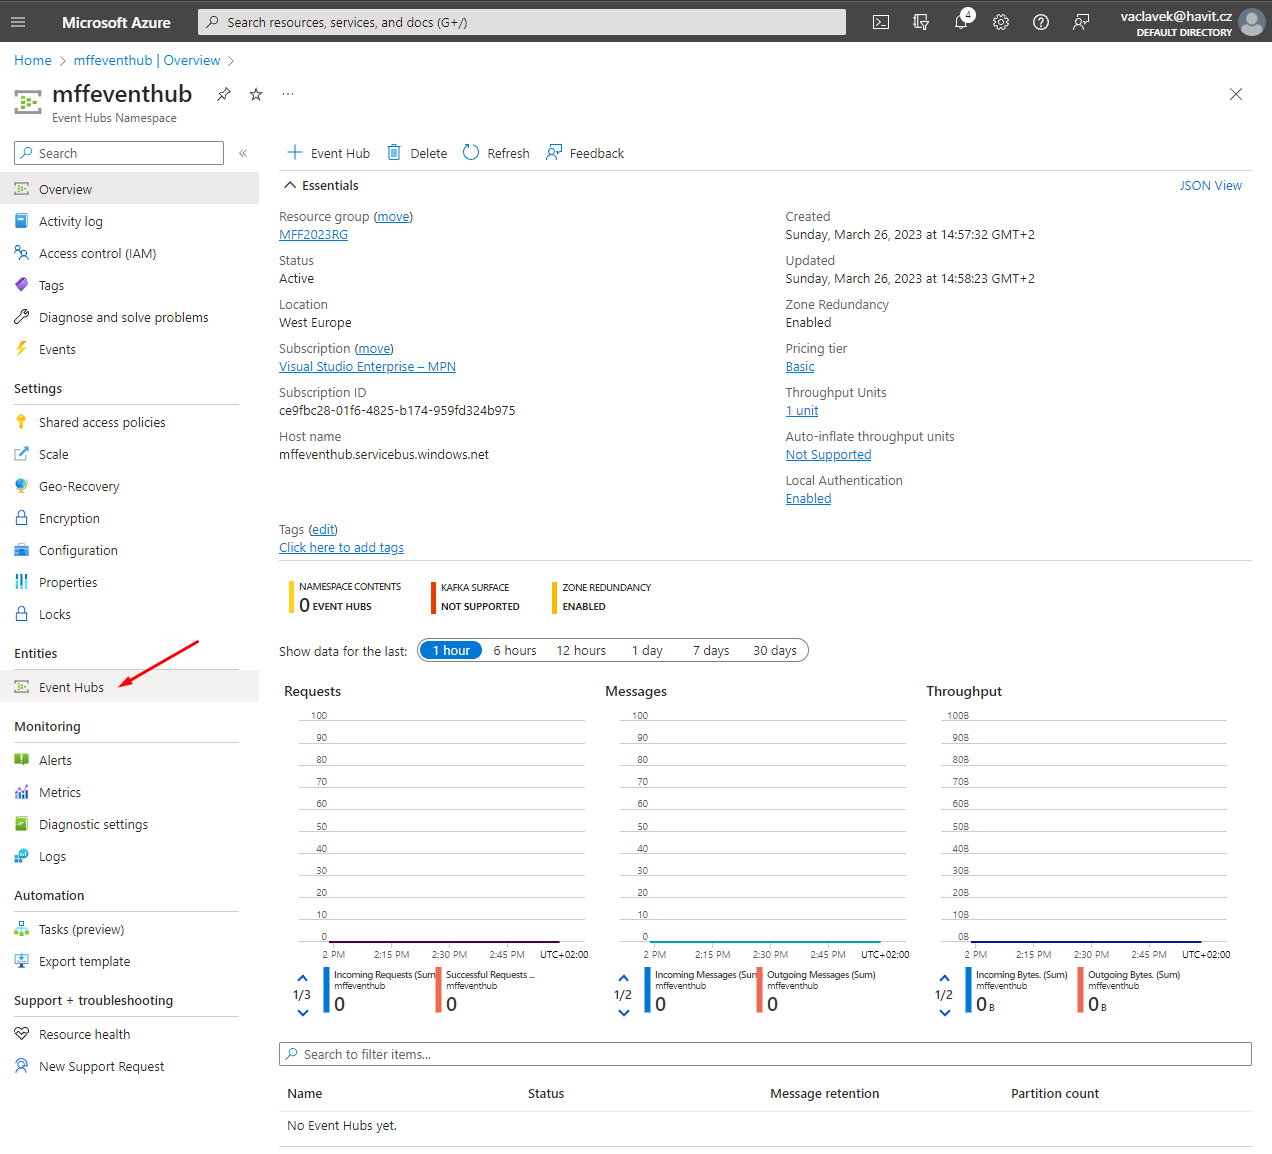 Microsoft Azure
Search resources, services, and docs (G+/)
4
vaclavek@havit.cz
DEFAULT DIRECTORY
Home > mffeventhub | Overview >
mffeventhub
Event Hubs Namespace
Search
«
Overview
Activity log
Access control (IAM)
Tags
Diagnose and solve problems
Events
Settings
Shared access policies
Scale
Geo-Recovery
Encryption
Configuration
Properties
Locks
Entities
Event Hubs
Monitoring
Alerts
Metrics
Diagnostic settings
Logs
Automation
Tasks (preview)
Export template
Support + troubleshooting
Resource health
New Support Request
Event Hub Delete Refresh Feedback
Essentials
JSON View
Resource group (move)
MFF2023RG
Status
Active
Location
West Europe
Subscription (move)
Visual Studio Enterprise – MPN
Subscription ID
ce9fbc28-01f6-4825-b174-959fd324b975
Host name
mffeventhub.servicebus.windows.net
Created
Sunday, March 26, 2023 at 14:57:32 GMT+2
Updated
Sunday, March 26, 2023 at 14:58:23 GMT+2
Zone Redundancy
Enabled
Pricing tier
Basic
Throughput Units
1 unit
Auto-inflate throughput units
Not Supported
Local Authentication
Enabled
Tags (edit)
Click here to add tags
NAMESPACE CONTENTS
0 EVENT HUBS
KAFKA SURFACE
NOT SUPPORTED
ZONE REDUNDANCY
ENABLED
Show data for the last: 1 hour 6 hours 12 hours 1 day 7 days 30 days
Requests
100
90
80
70
60
50
40
30
20
10
0
2 PM 2:15 PM 2:30 PM 2:45 PM UTC+02:00
1/3
Incoming Requests (Sum)
mffeventhub
0
Successful Requests ...
mffeventhub
0
Messages
100
90
80
70
60
50
40
30
20
10
0
2 PM 2:15 PM 2:30 PM 2:45 PM UTC+02:00
1/2
Incoming Messages (Sum)
mffeventhub
0
Outgoing Messages (Sum)
mffeventhub
0
Throughput
100B
90B
80B
70B
60B
50B
40B
30B
20B
10B
0B
2 PM 2:15 PM 2:30 PM 2:45 PM UTC+02:00
1/2
Incoming Bytes. (Sum)
mffeventhub
0 B
Outgoing Bytes. (Sum)
mffeventhub
0 B
Search to filter items...
Name Status Message retention Partition count
No Event Hubs yet.